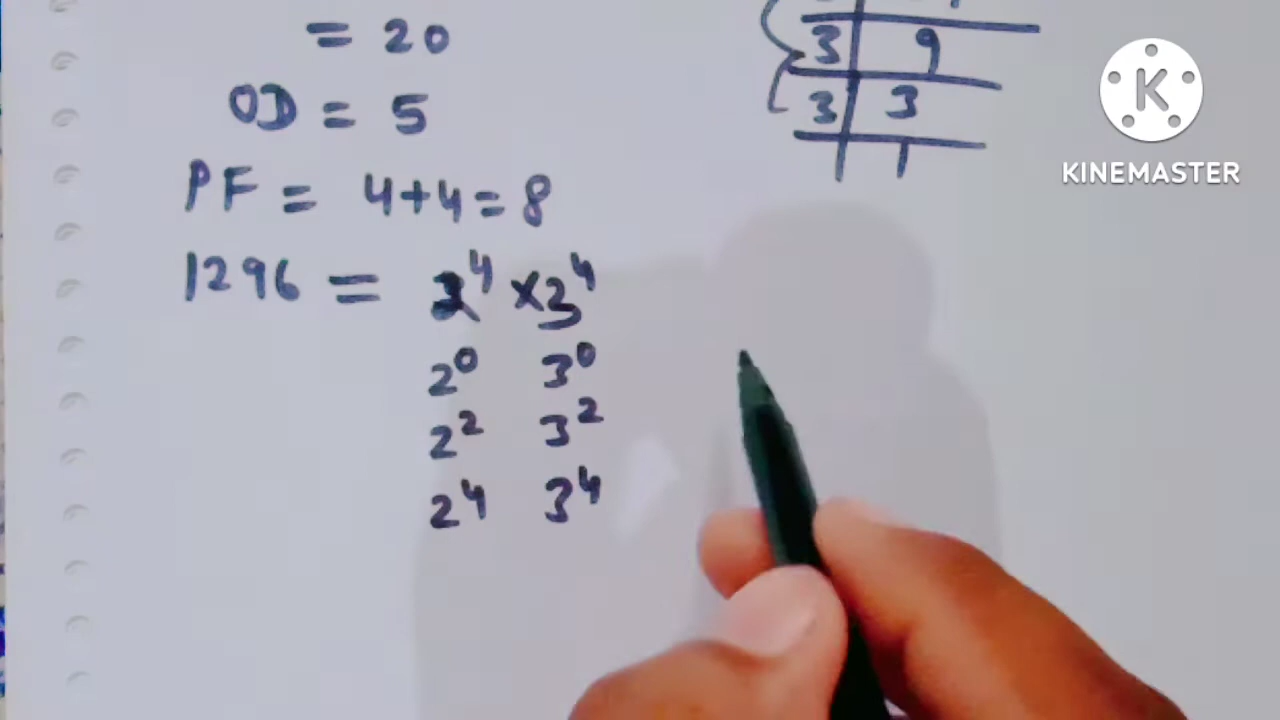 = 20
OD = 5
PF = 4+4=8
1296 = 2⁴ × 3⁴
2⁰ 3⁰
2² 3²
2⁴ 3⁴
3 9
3 3
1
K
KINEMASTER